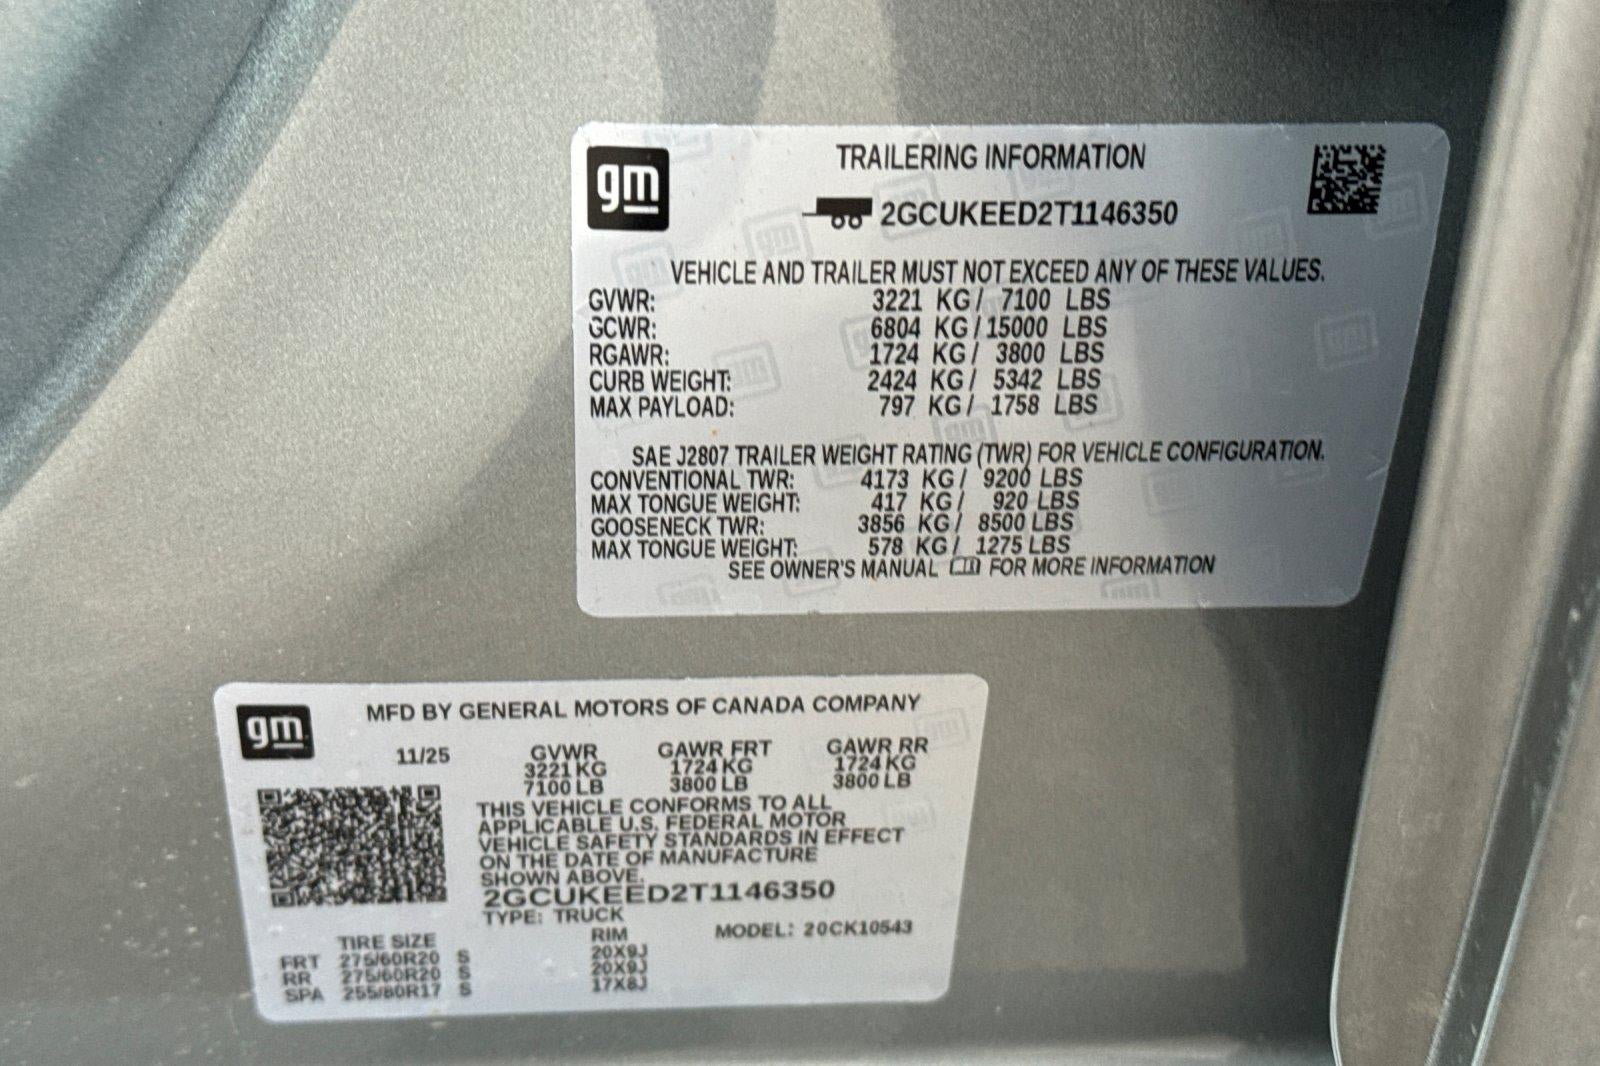 gm
TRAILERING INFORMATION
2GCUKEED2T1146350
VEHICLE AND TRAILER MUST NOT EXCEED ANY OF THESE VALUES.
GVWR: 3221 KG / 7100 LBS
GCWR: 6804 KG / 15000 LBS
RGAWR: 1724 KG / 3800 LBS
CURB WEIGHT: 2424 KG / 5342 LBS
MAX PAYLOAD: 797 KG / 1758 LBS
SAE J2807 TRAILER WEIGHT RATING (TWR) FOR VEHICLE CONFIGURATION.
CONVENTIONAL TWR: 4173 KG / 9200 LBS
MAX TONGUE WEIGHT: 417 KG / 920 LBS
GOOSENECK TWR: 3856 KG / 8500 LBS
MAX TONGUE WEIGHT: 578 KG / 1275 LBS
SEE OWNER'S MANUAL FOR MORE INFORMATION
gm
MFD BY GENERAL MOTORS OF CANADA COMPANY
11/25 GVWR GAWR FRT GAWR RR
3221 KG 1724 KG 1724 KG
7100 LB 3800 LB 3800 LB
THIS VEHICLE CONFORMS TO ALL
APPLICABLE U.S. FEDERAL MOTOR
VEHICLE SAFETY STANDARDS IN EFFECT
ON THE DATE OF MANUFACTURE
SHOWN ABOVE.
2GCUKEED2T1146350
TYPE: TRUCK MODEL: 20CK10543
TIRE SIZE RIM
FRT 275/60R20 S 20X9J
RR 275/60R20 S 20X9J
SPA 255/80R17 S 17X8J